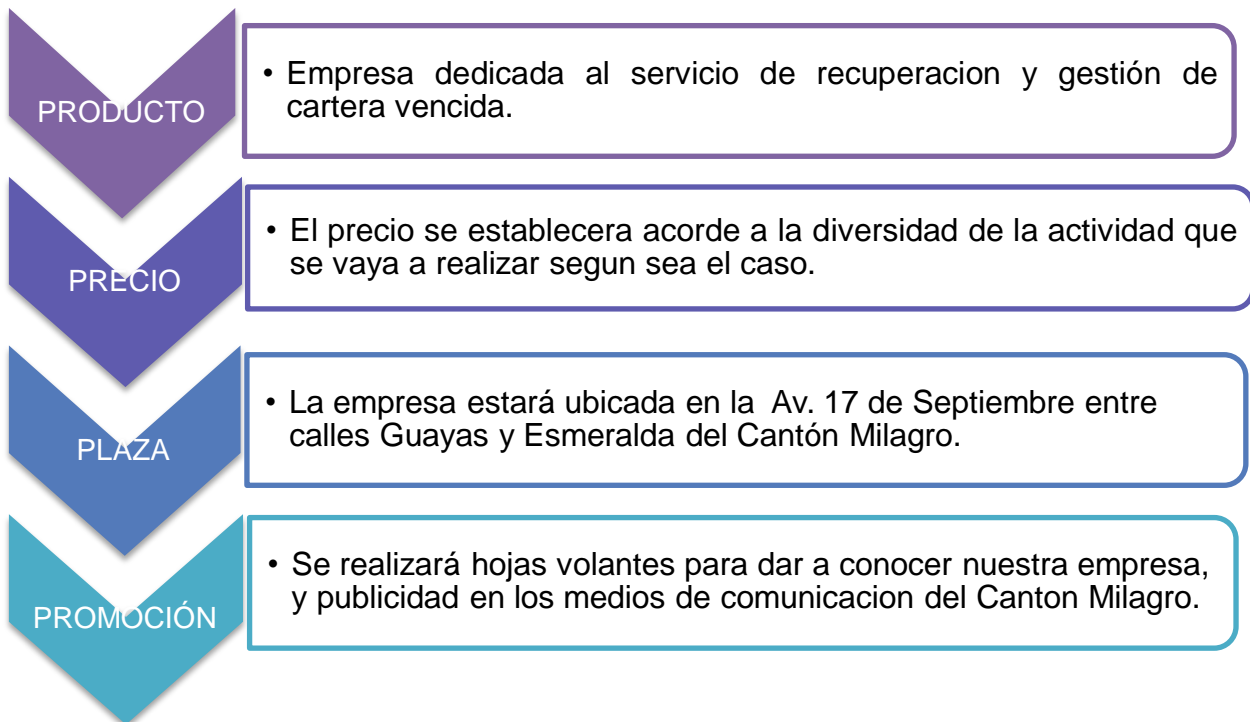 PRODUCTO
• Empresa dedicada al servicio de recuperacion y gestión de
cartera vencida.
PRECIO
• El precio se establecera acorde a la diversidad de la actividad que
se vaya a realizar segun sea el caso.
PLAZA
• La empresa estará ubicada en la Av. 17 de Septiembre entre
calles Guayas y Esmeralda del Cantón Milagro.
PROMOCIÓN
• Se realizará hojas volantes para dar a conocer nuestra empresa,
y publicidad en los medios de comunicacion del Canton Milagro.